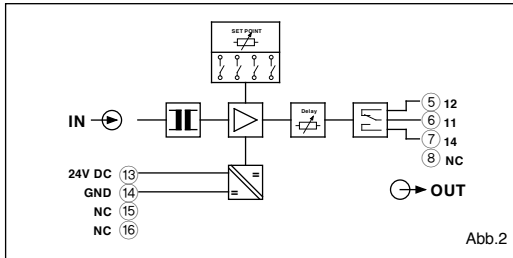 SET POINT
IN
Delay
5 12
6 11
7 14
8 NC
24V DC 13
GND 14
NC 15
NC 16
OUT
Abb.2